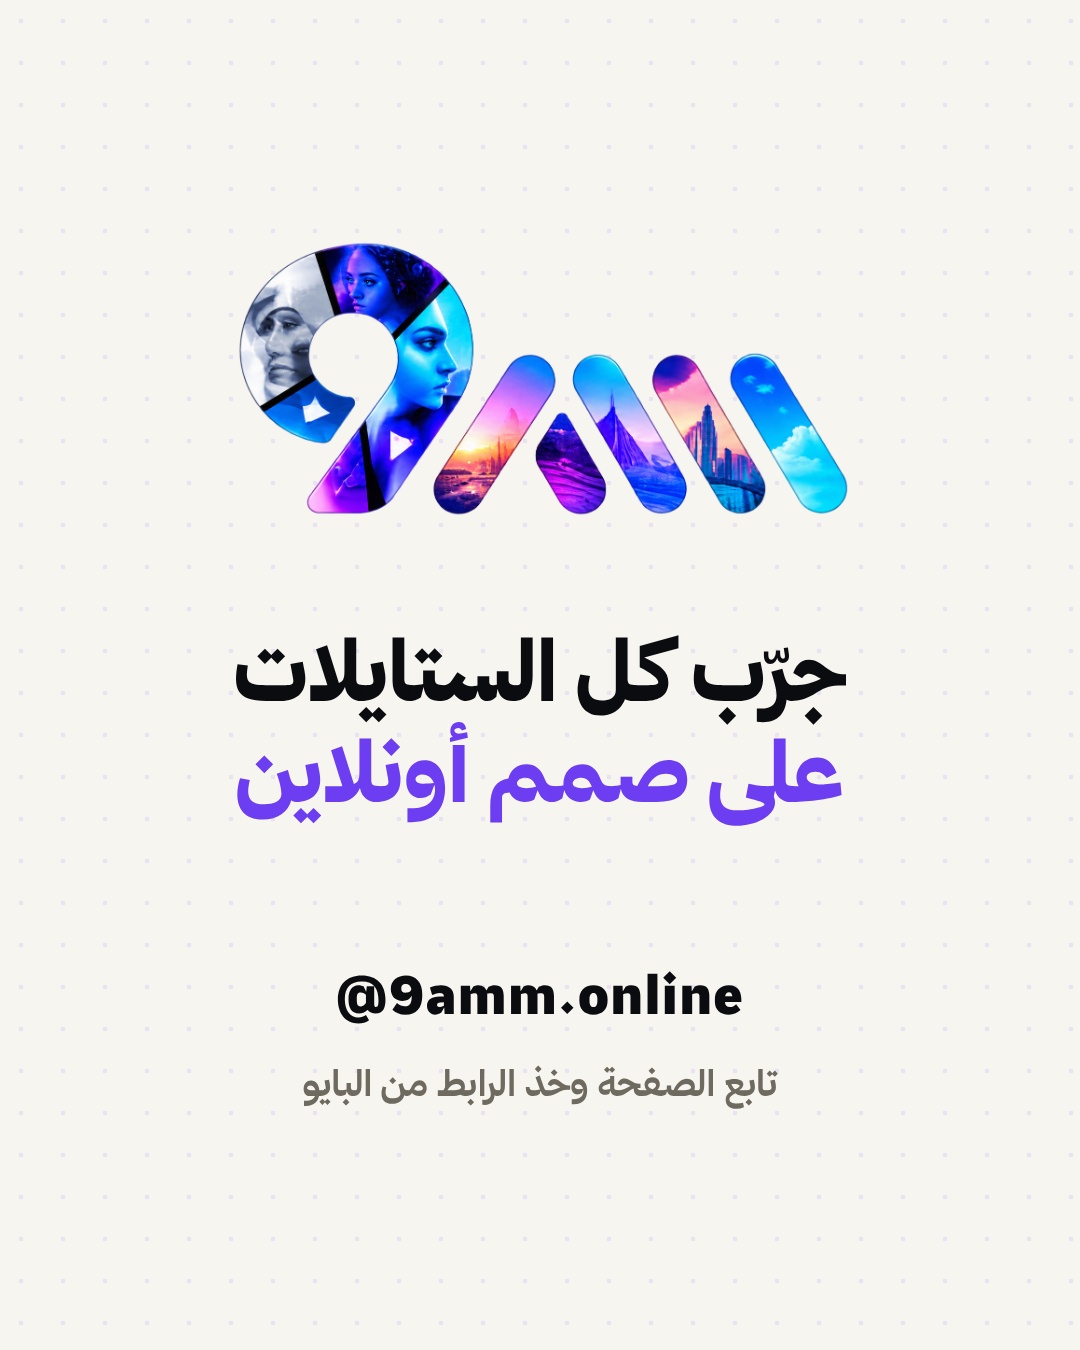 9amm
جرّب كل الستايلات
على صمم أونلاين
@9amm.online
تابع الصفحة وخذ الرابط من البايو